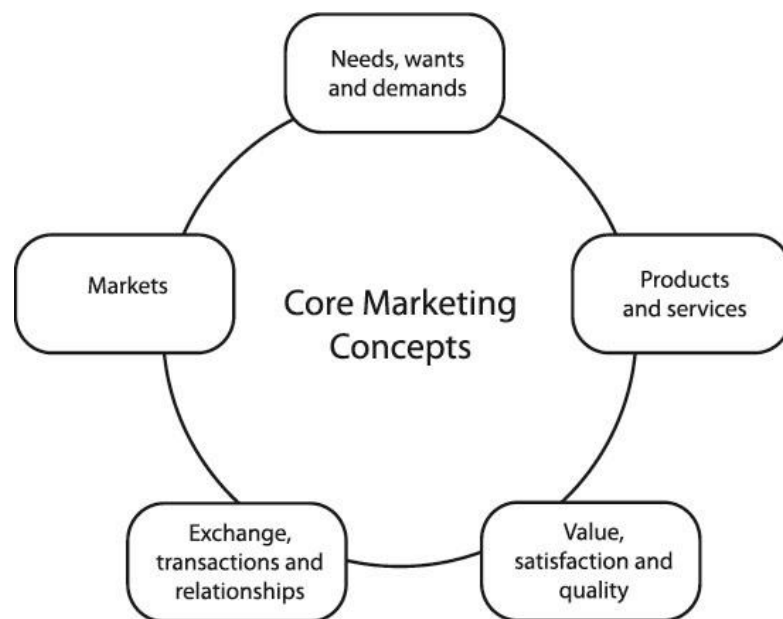 Needs, wants
and demands
Markets
Products
and services
Core Marketing
Concepts
Exchange,
transactions and
relationships
Value,
satisfaction and
quality